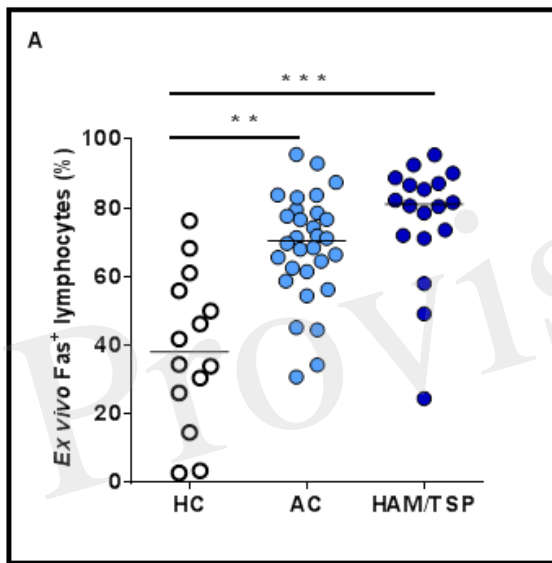 A
* * *
* *
Ex vivo Fas+ lymphocytes (%)
100
80
60
40
20
0
HC AC HAM/TSP
Provis